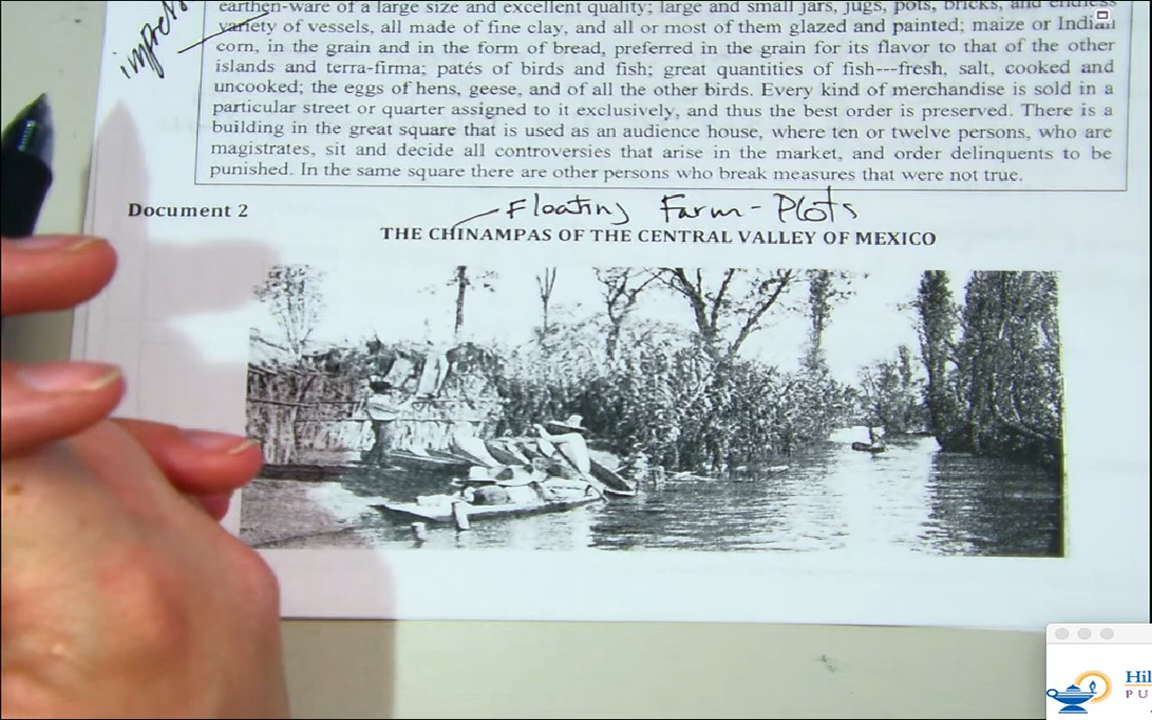 earthen-ware of a large size and excellent quality; large and small jars, jugs, pots, bricks, and endless
variety of vessels, all made of fine clay, and all or most of them glazed and painted; maize or Indian
corn, in the grain and in the form of bread, preferred in the grain for its flavor to that of the other
islands and terra-firma; patés of birds and fish; great quantities of fish---fresh, salt, cooked and
uncooked; the eggs of hens, geese, and of all the other birds. Every kind of merchandise is sold in a
particular street or quarter assigned to it exclusively, and thus the best order is preserved. There is a
building in the great square that is used as an audience house, where ten or twelve persons, who are
magistrates, sit and decide all controversies that arise in the market, and order delinquents to be
punished. In the same square there are other persons who break measures that were not true.
Floating Farm-Plots
Document 2
THE CHINAMPAS OF THE CENTRAL VALLEY OF MEXICO
Hil
PU